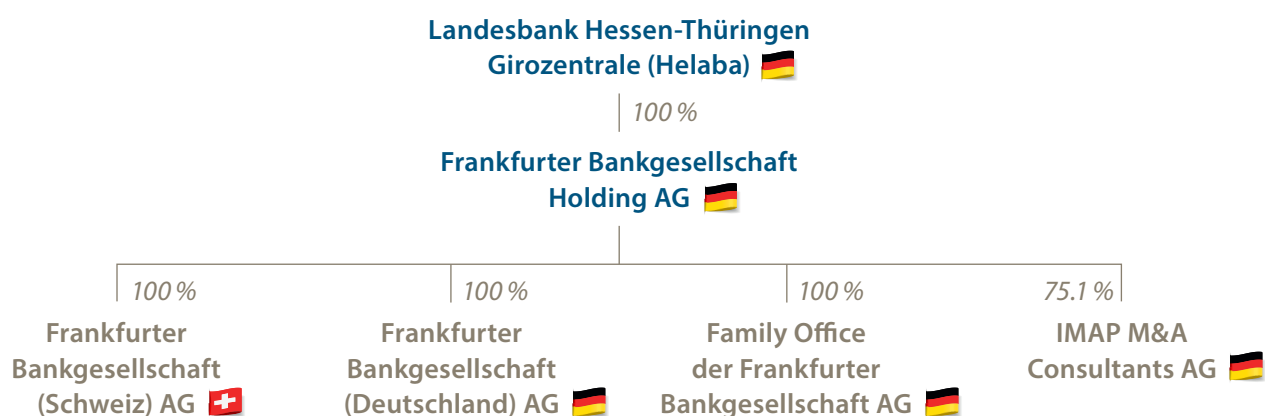 Landesbank Hessen-Thüringen
Girozentrale (Helaba)
100 %
Frankfurter Bankgesellschaft
Holding AG
100 %
100 %
100 %
75.1 %
Frankfurter
Bankgesellschaft
(Schweiz) AG
Frankfurter
Bankgesellschaft
(Deutschland) AG
Family Office
der Frankfurter
Bankgesellschaft AG
IMAP M&A
Consultants AG